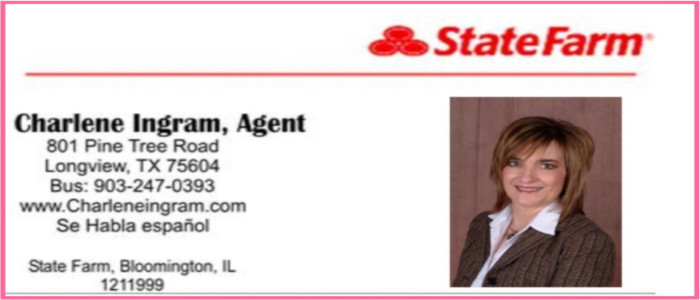 State Farm
Charlene Ingram, Agent
801 Pine Tree Road
Longview, TX 75604
Bus: 903-247-0393
www.Charleneingram.com
Se Habla español
State Farm, Bloomington, IL
1211999